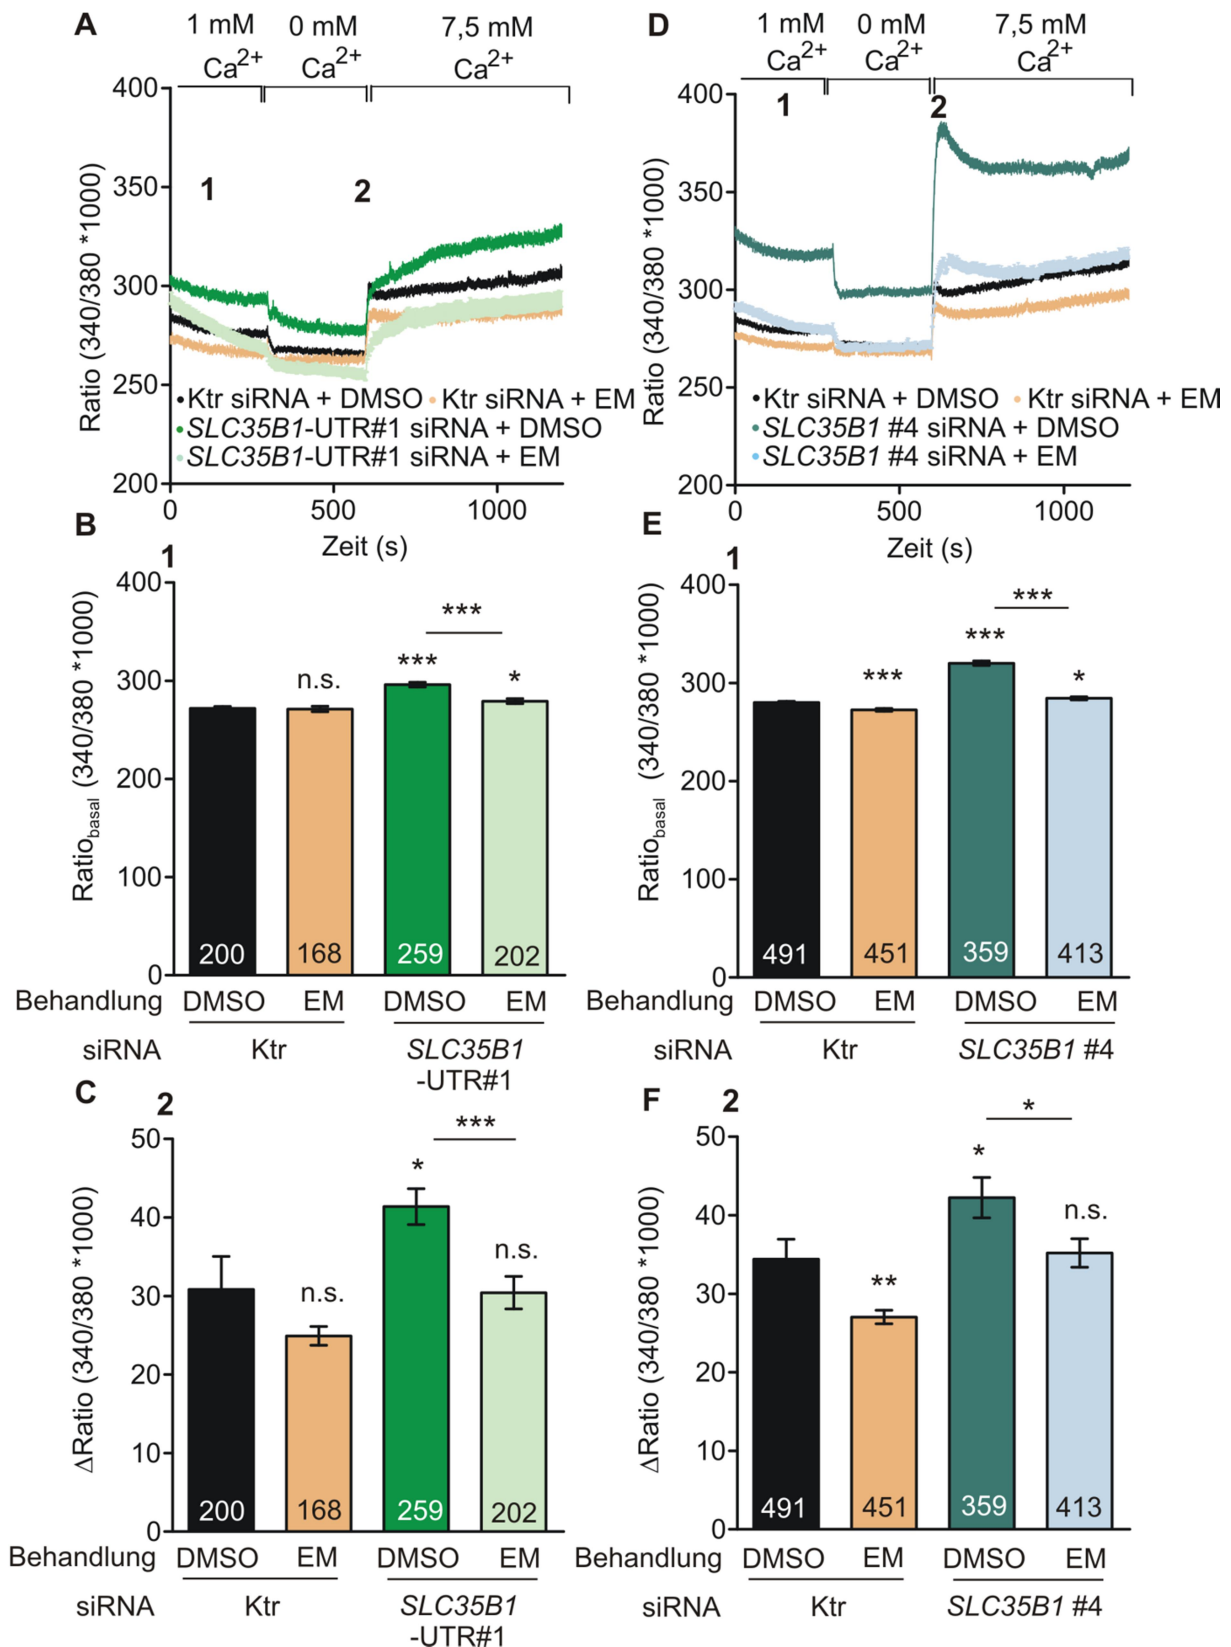 A
1 mM
0 mM
7,5 mM
Ca2+
Ca2+
Ca2+
400
350
300
250
200
Ratio (340/380 *1000)
1
2
•Ktr siRNA + DMSO •Ktr siRNA + EM
•SLC35B1-UTR#1 siRNA + DMSO
•SLC35B1-UTR#1 siRNA + EM
0
500
1000
Zeit (s)
B
1
400
300
200
100
0
Ratiobasal (340/380 *1000)
n.s.
***
***
*
200
168
259
202
Behandlung DMSO EM DMSO EM
siRNA Ktr SLC35B1
-UTR#1
C
2
50
40
30
20
10
0
ΔRatio (340/380 *1000)
n.s.
*
***
n.s.
200
168
259
202
Behandlung DMSO EM DMSO EM
siRNA Ktr SLC35B1
-UTR#1
D
1 mM
0 mM
7,5 mM
Ca2+
Ca2+
Ca2+
400
350
300
250
200
Ratio (340/380 *1000)
1
2
•Ktr siRNA + DMSO •Ktr siRNA + EM
•SLC35B1 #4 siRNA + DMSO
•SLC35B1 #4 siRNA + EM
0
500
1000
Zeit (s)
E
1
400
300
200
100
0
Ratiobasal (340/380 *1000)
***
***
***
*
491
451
359
413
Behandlung DMSO EM DMSO EM
siRNA Ktr SLC35B1 #4
F
2
50
40
30
20
10
0
ΔRatio (340/380 *1000)
**
*
*
n.s.
491
451
359
413
Behandlung DMSO EM DMSO EM
siRNA Ktr SLC35B1 #4